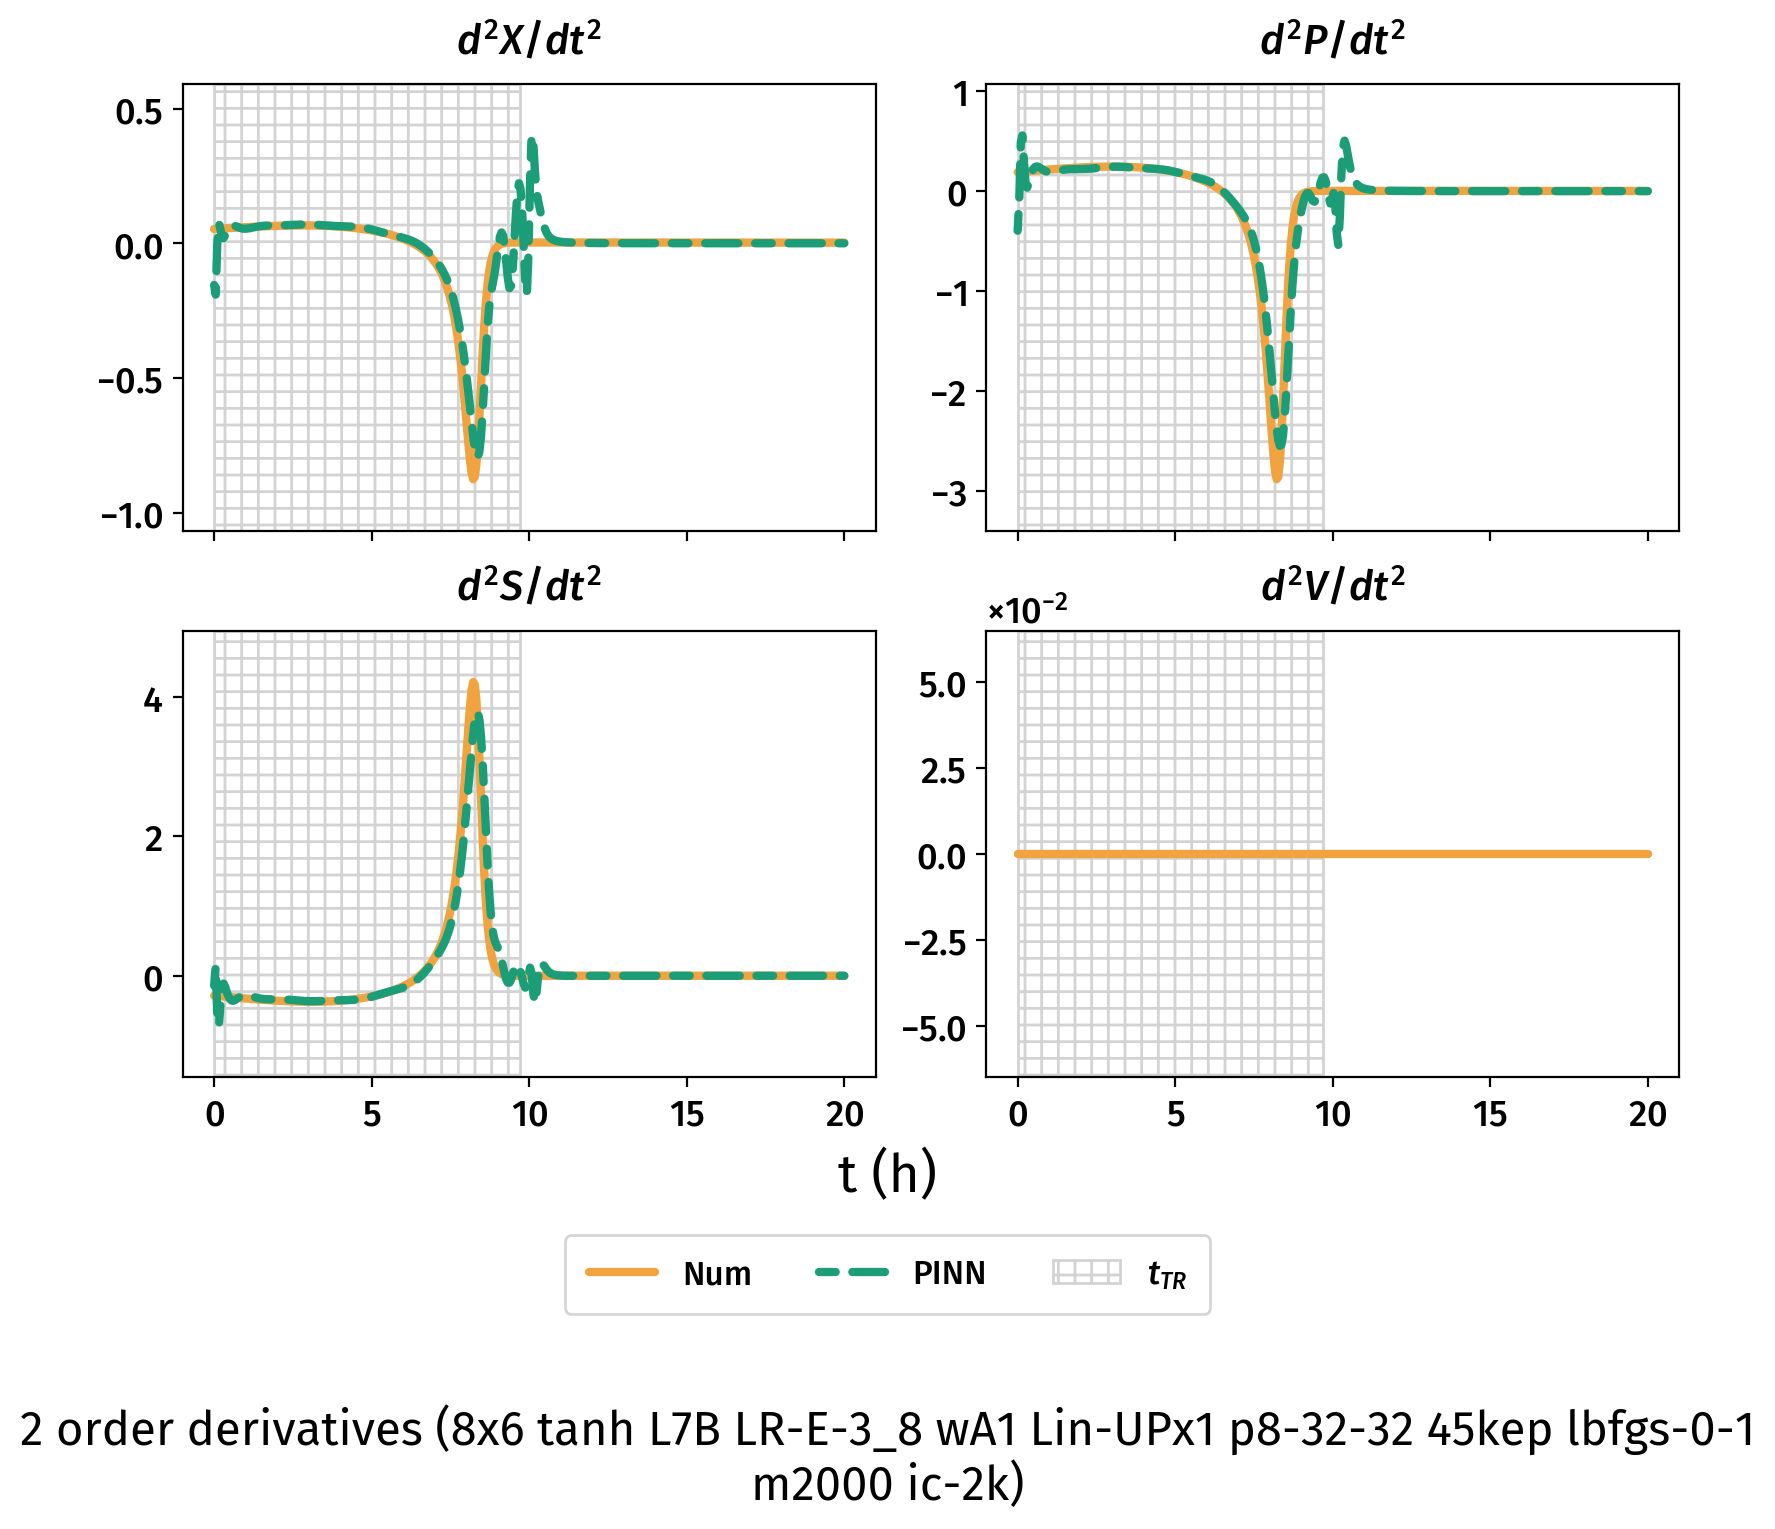 d²X/dt²
d²P/dt²
0.5
0.0
−0.5
−1.0
1
0
−1
−2
−3
d²S/dt²
d²V/dt²
×10⁻²
4
2
0
5.0
2.5
0.0
−2.5
−5.0
0 5 10 15 20
0 5 10 15 20
t (h)
Num PINN t_TR
2 order derivatives (8x6 tanh L7B LR-E-3_8 wA1 Lin-UPx1 p8-32-32 45kep lbfgs-0-1
m2000 ic-2k)